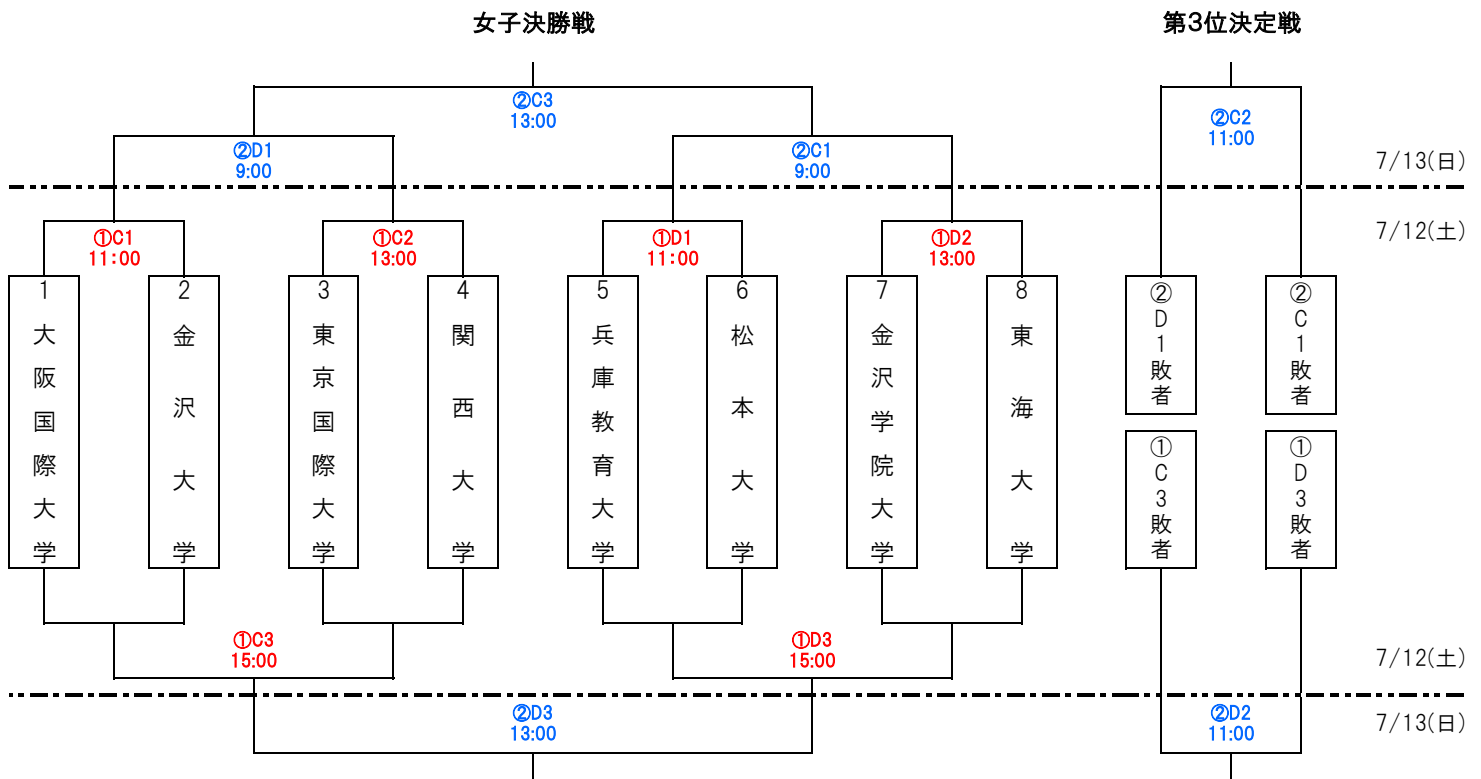 女子決勝戦
第3位決定戦
②C3
13:00
②C2
11:00
②D1
9:00
②C1
9:00
7/13(日)
7/12(土)
①C1
11:00
①C2
13:00
①D1
11:00
①D2
13:00
1大阪国際大学
2金沢大学
3東京国際大学
4関西大学
5兵庫教育大学
6松本大学
7金沢学院大学
8東海大学
②D1敗者
②C1敗者
①C3敗者
①D3敗者
①C3
15:00
①D3
15:00
7/12(土)
7/13(日)
②D3
13:00
②D2
11:00